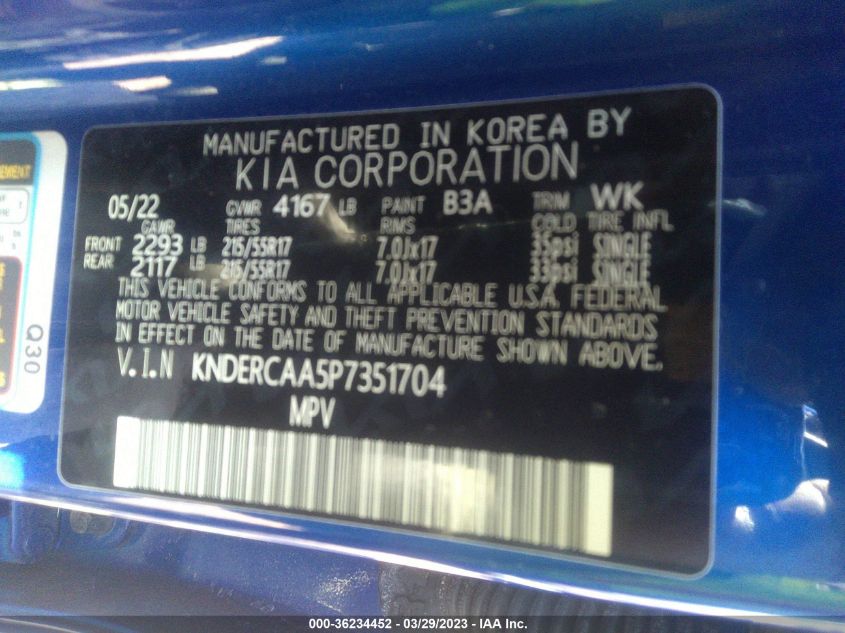 MANUFACTURED IN KOREA BY
KIA CORPORATION
05/22 GVWR 4167 LB PAINT B3A TRIM WK
GAWR TIRES RIMS COLD TIRE INFL
FRONT 2293 LB 215/55R17 7.0Jx17 35psi SINGLE
REAR 2117 LB 215/55R17 7.0Jx17 33psi SINGLE
THIS VEHICLE CONFORMS TO ALL APPLICABLE U.S.A. FEDERAL
MOTOR VEHICLE SAFETY AND THEFT PREVENTION STANDARDS
IN EFFECT ON THE DATE OF MANUFACTURE SHOWN ABOVE.
V.I.N KNDERCAA5P7351704
MPV
Q30
000-36234452 - 03/29/2023 - IAA Inc.